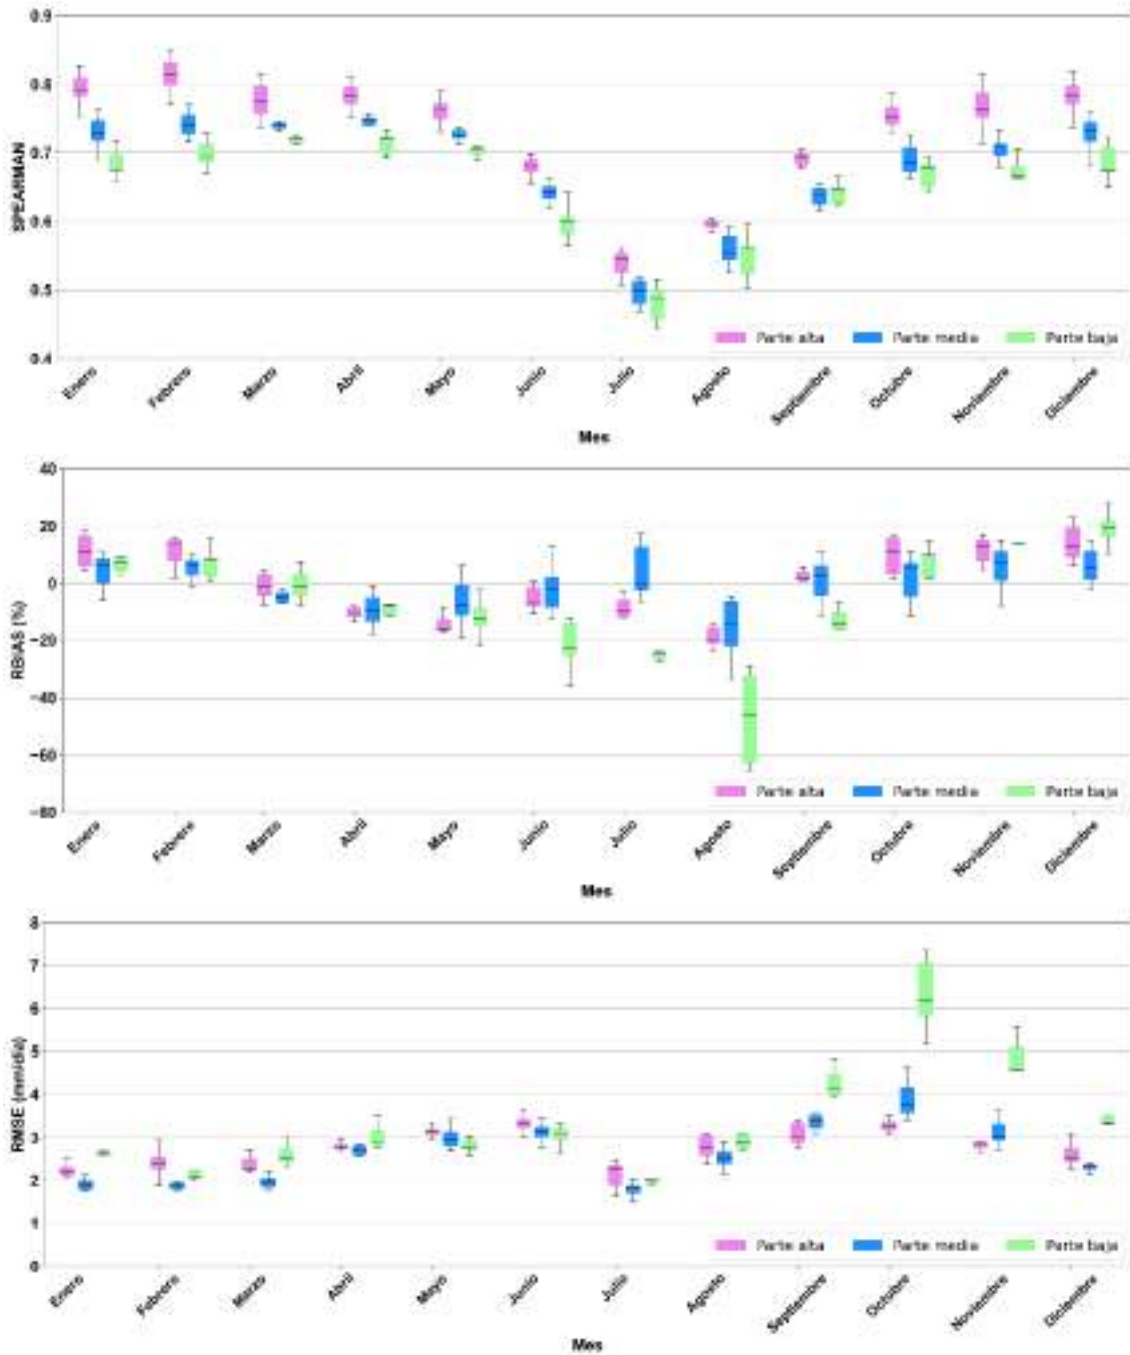 0.9
0.8
0.7
0.6
0.5
0.4
SPEARMAN
Parte alta Parte media Parte baja
Enero Febrero Marzo Abril Mayo Junio Julio Agosto Septiembre Octubre Noviembre Diciembre
Mes
40
20
0
−20
−40
−60
−80
RBIAS (%)
Parte alta Parte media Parte baja
Enero Febrero Marzo Abril Mayo Junio Julio Agosto Septiembre Octubre Noviembre Diciembre
Mes
8
7
6
5
4
3
2
1
0
RMSE (mm/dia)
Parte alta Parte media Parte baja
Enero Febrero Marzo Abril Mayo Junio Julio Agosto Septiembre Octubre Noviembre Diciembre
Mes